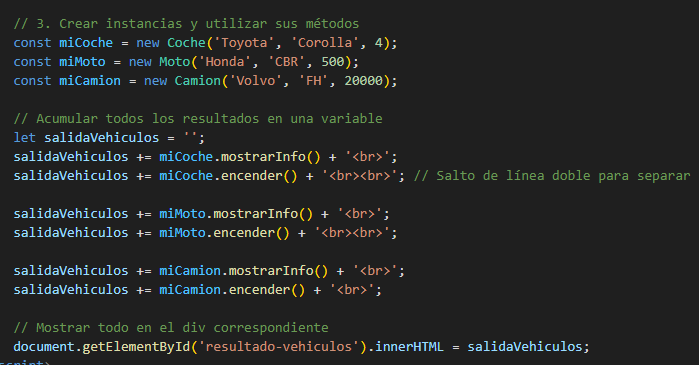 // 3. Crear instancias y utilizar sus métodos
const miCoche = new Coche('Toyota', 'Corolla', 4);
const miMoto = new Moto('Honda', 'CBR', 500);
const miCamion = new Camion('Volvo', 'FH', 20000);
// Acumular todos los resultados en una variable
let salidaVehiculos = '';
salidaVehiculos += miCoche.mostrarInfo() + '<br>';
salidaVehiculos += miCoche.encender() + '<br><br>'; // Salto de línea doble para separar
salidaVehiculos += miMoto.mostrarInfo() + '<br>';
salidaVehiculos += miMoto.encender() + '<br><br>';
salidaVehiculos += miCamion.mostrarInfo() + '<br>';
salidaVehiculos += miCamion.encender() + '<br>';
// Mostrar todo en el div correspondiente
document.getElementById('resultado-vehiculos').innerHTML = salidaVehiculos;
script>